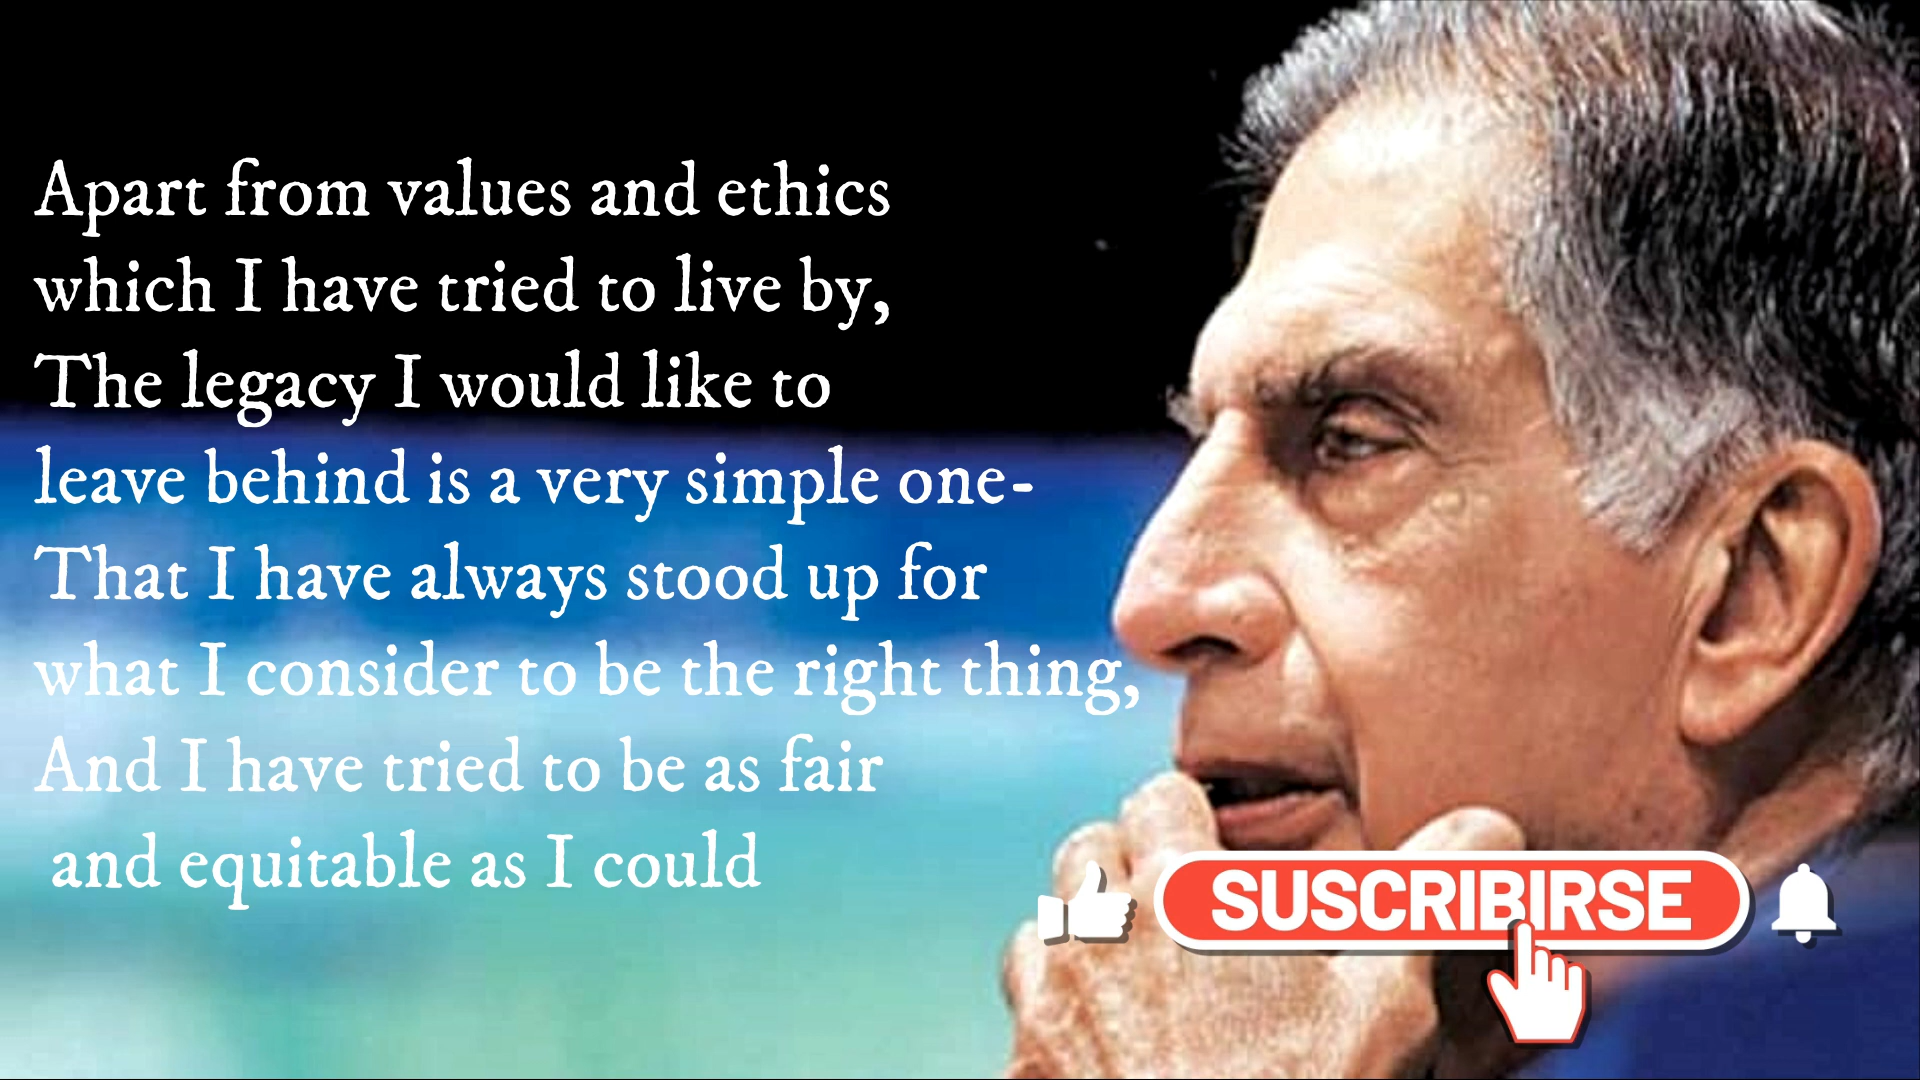 Apart from values and ethics
which I have tried to live by,
The legacy I would like to
leave behind is a very simple one-
That I have always stood up for
what I consider to be the right thing,
And I have tried to be as fair
and equitable as I could
SUSCRIBIRSE